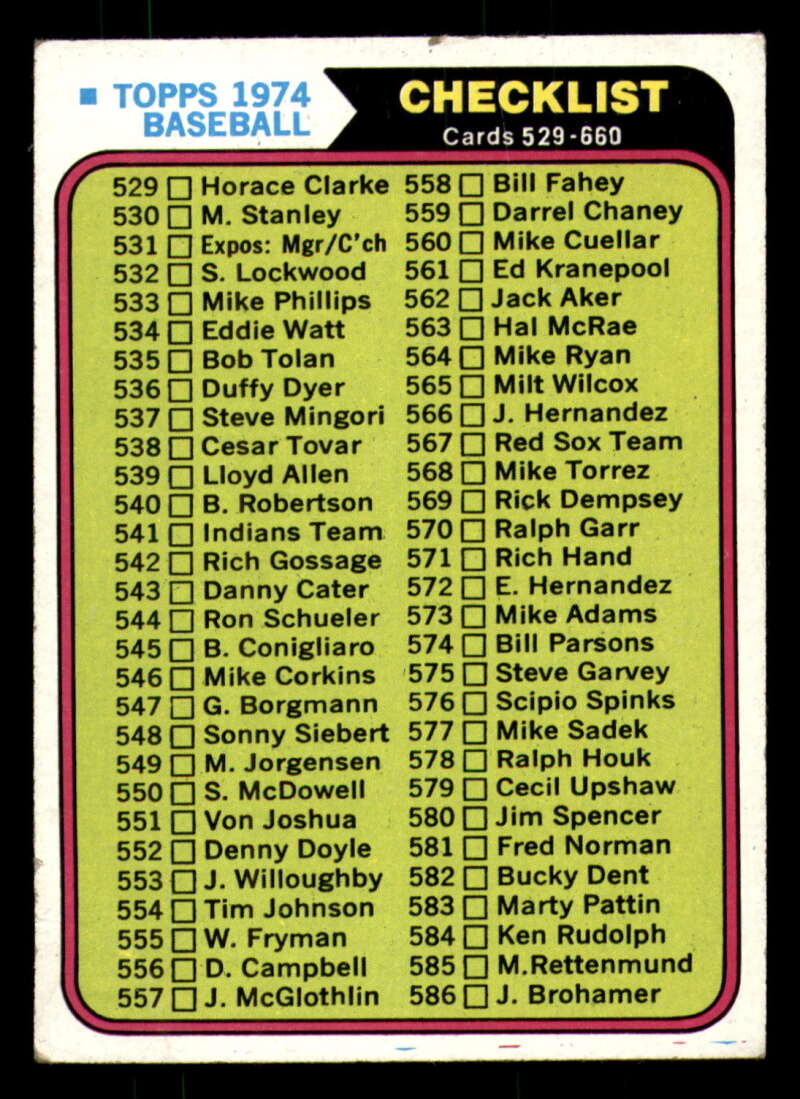 TOPPS 1974
BASEBALL
CHECKLIST
Cards 529-660
529 Horace Clarke
530 M. Stanley
531 Expos: Mgr/C'ch
532 S. Lockwood
533 Mike Phillips
534 Eddie Watt
535 Bob Tolan
536 Duffy Dyer
537 Steve Mingori
538 Cesar Tovar
539 Lloyd Allen
540 B. Robertson
541 Indians Team
542 Rich Gossage
543 Danny Cater
544 Ron Schueler
545 B. Conigliaro
546 Mike Corkins
547 G. Borgmann
548 Sonny Siebert
549 M. Jorgensen
550 S. McDowell
551 Von Joshua
552 Denny Doyle
553 J. Willoughby
554 Tim Johnson
555 W. Fryman
556 D. Campbell
557 J. McGlothlin
558 Bill Fahey
559 Darrel Chaney
560 Mike Cuellar
561 Ed Kranepool
562 Jack Aker
563 Hal McRae
564 Mike Ryan
565 Milt Wilcox
566 J. Hernandez
567 Red Sox Team
568 Mike Torrez
569 Rick Dempsey
570 Ralph Garr
571 Rich Hand
572 E. Hernandez
573 Mike Adams
574 Bill Parsons
575 Steve Garvey
576 Scipio Spinks
577 Mike Sadek
578 Ralph Houk
579 Cecil Upshaw
580 Jim Spencer
581 Fred Norman
582 Bucky Dent
583 Marty Pattin
584 Ken Rudolph
585 M.Rettenmund
586 J. Brohamer